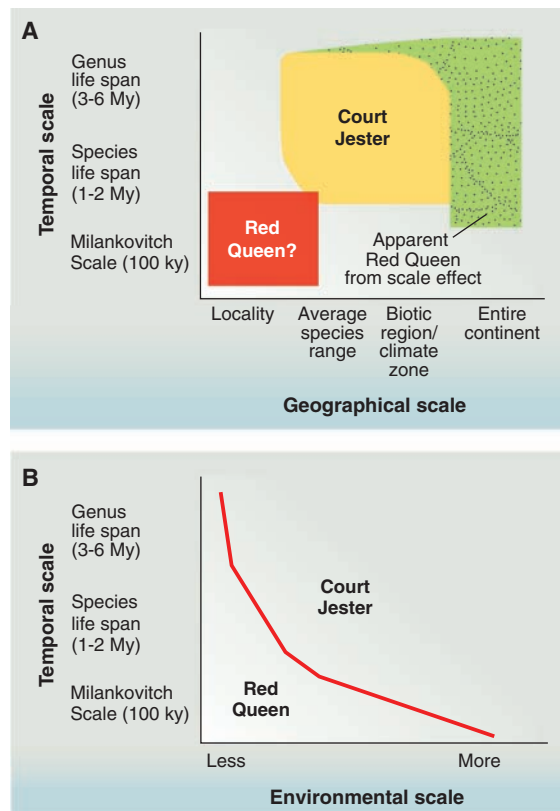 A
Temporal scale
Genus
life span
(3-6 My)
Species
life span
(1-2 My)
Milankovitch
Scale (100 ky)
Court
Jester
Red
Queen?
Apparent
Red Queen
from scale effect
Locality
Average
species
range
Biotic
region/
climate
zone
Entire
continent
Geographical scale
B
Temporal scale
Genus
life span
(3-6 My)
Species
life span
(1-2 My)
Milankovitch
Scale (100 ky)
Court
Jester
Red
Queen
Less
More
Environmental scale